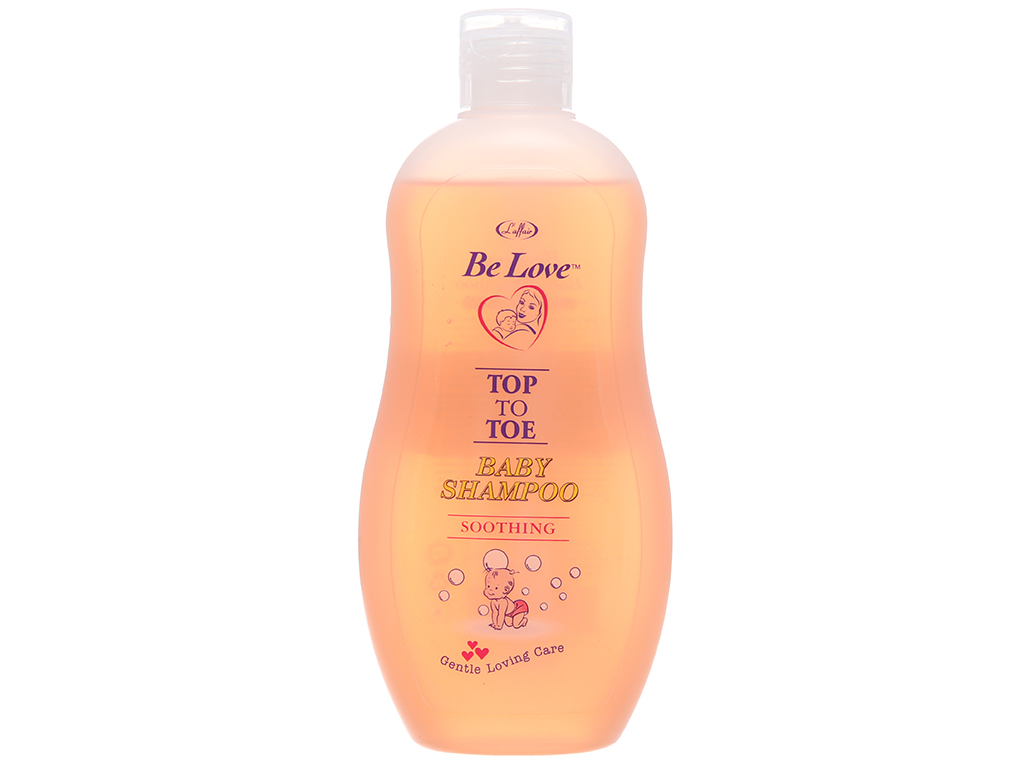 L'affair
Be Love™
TOP
TO
TOE
BABY
SHAMPOO
SOOTHING
Gentle Loving Care